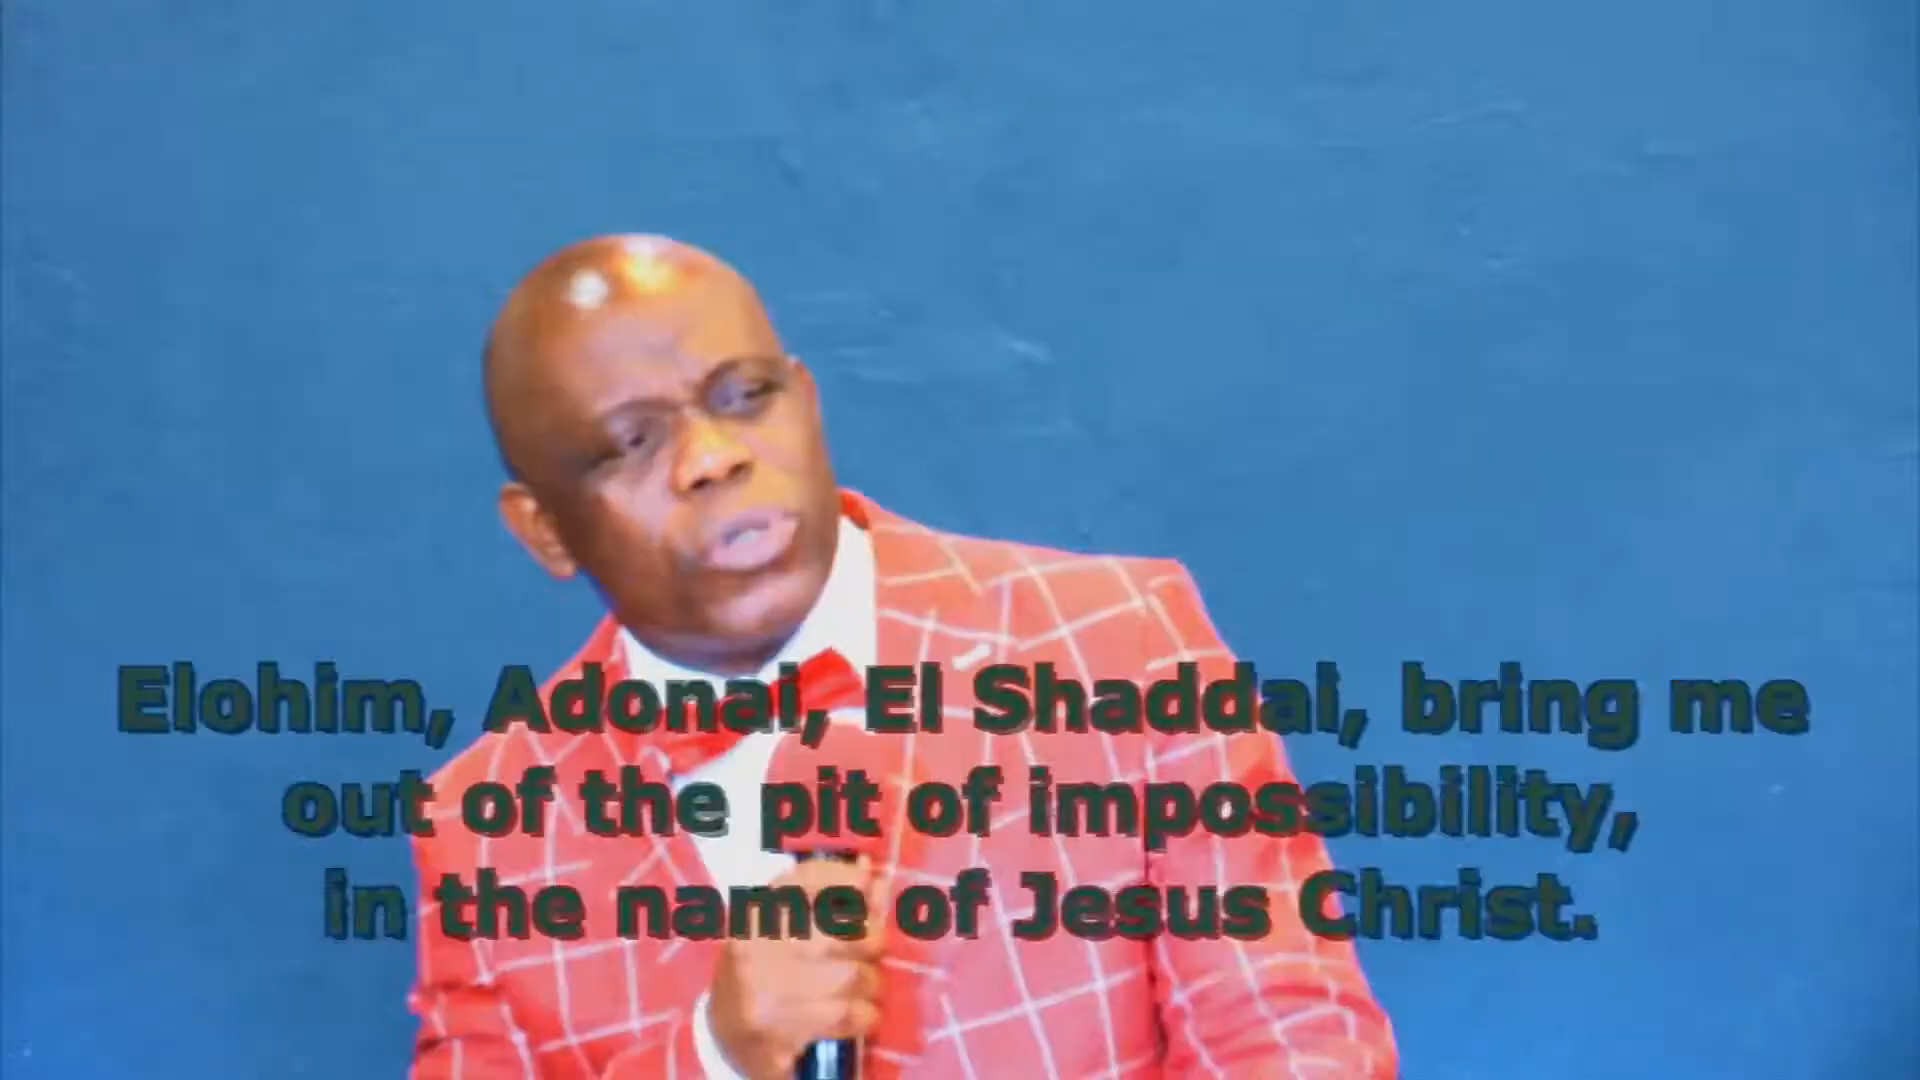 Elohim, Adonai, El Shaddai, bring me
out of the pit of impossibility,
in the name of Jesus Christ.